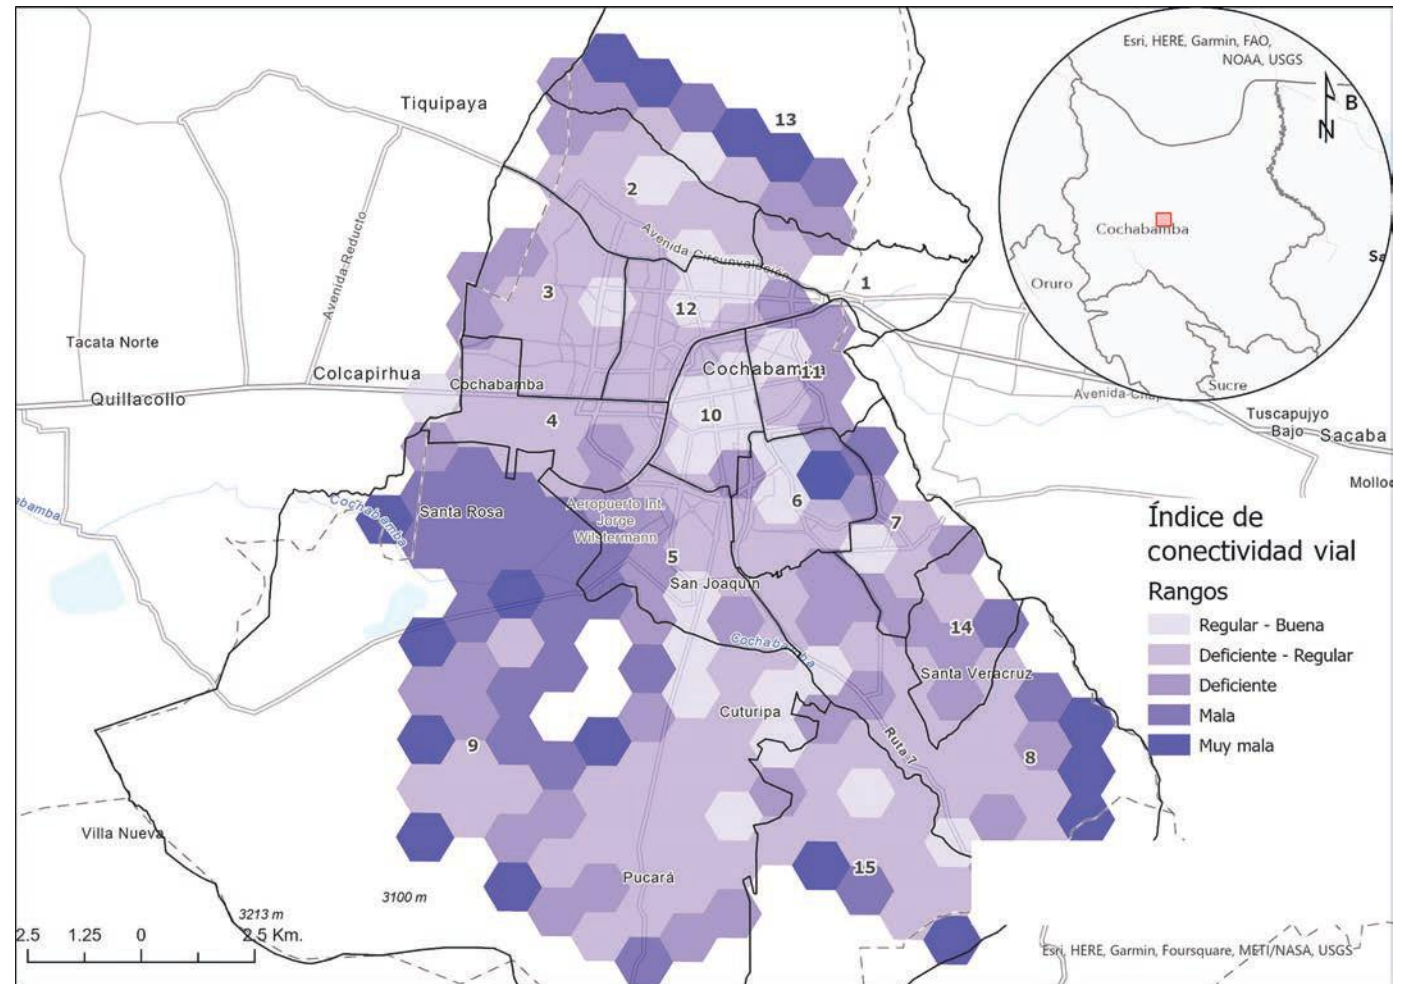 Esri, HERE, Garmin, FAO,
NOAA, USGS
B
N
Cochabamba
Oruro
Sucre
Sa
Tiquipaya
13
2
Avenida Circunvalación
Avenida Reducto
1
3
12
Tacata Norte
Colcapirhua
Cochabamba
Cochabamba
11
Quillacollo
10
4
Avenida Chap
Tuscapujyo
Bajo
Sacaba
Molloc
abamba
Cochabamba
Santa Rosa
Aeropuerto Int.
Jorge
Wilstermann
6
7
5
San Joaquin
Cochabamba
14
Santa Veracruz
Cuturipa
Ruta 7
9
8
Villa Nueva
15
Pucará
3100 m
3213 m
Índice de
conectividad vial
Rangos
Regular - Buena
Deficiente - Regular
Deficiente
Mala
Muy mala
2.5 1.25 0 2.5 Km.
Esri, HERE, Garmin, Foursquare, METI/NASA, USGS